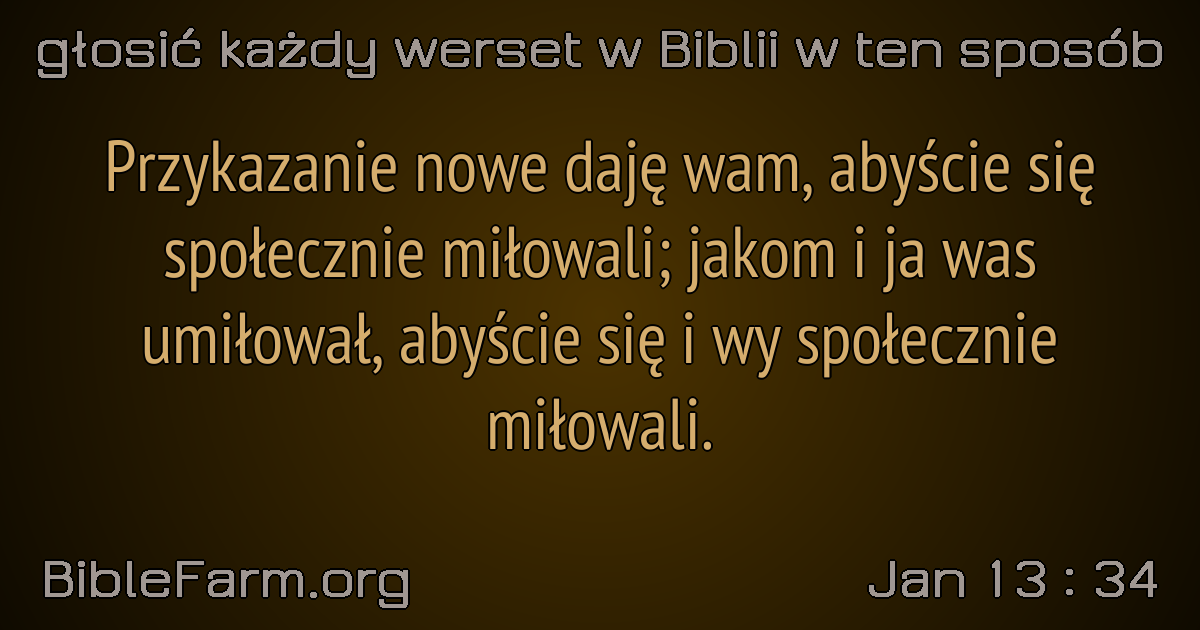 głosić każdy werset w Biblii w ten sposób
Przykazanie nowe daję wam, abyście się
społecznie miłowali; jakom i ja was
umiłował, abyście się i wy społecznie
miłowali.
BibleFarm.org
Jan 13 : 34